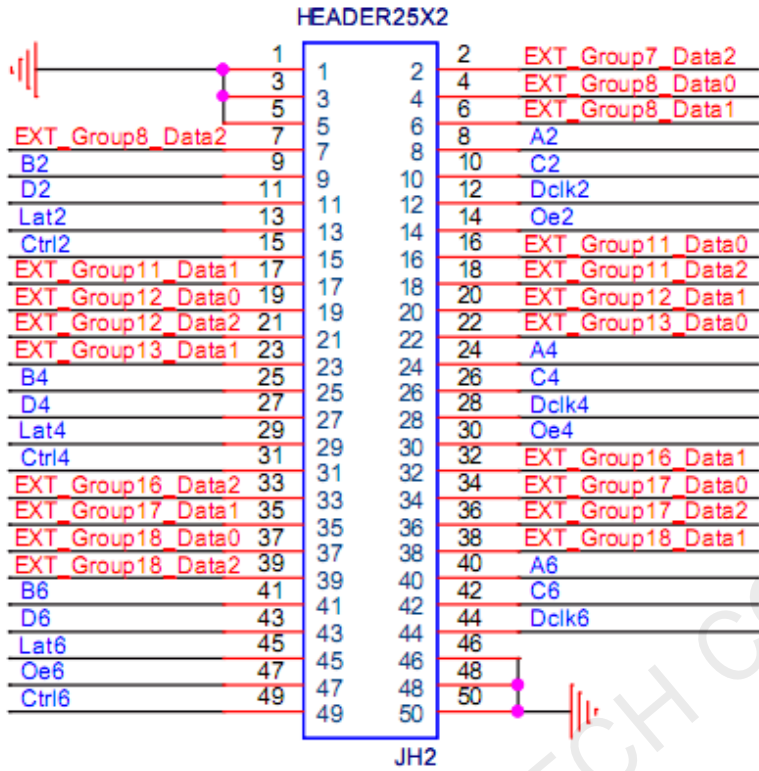 HEADER25X2
1 1 2 2 EXT_Group7_Data2
3 3 4 4 EXT_Group8_Data0
5 5 6 6 EXT_Group8_Data1
EXT_Group8_Data2 7 7 8 8 A2
B2 9 9 10 10 C2
D2 11 11 12 12 Dclk2
Lat2 13 13 14 14 Oe2
Ctrl2 15 15 16 16 EXT_Group11_Data0
EXT_Group11_Data1 17 17 18 18 EXT_Group11_Data2
EXT_Group12_Data0 19 19 20 20 EXT_Group12_Data1
EXT_Group12_Data2 21 21 22 22 EXT_Group13_Data0
EXT_Group13_Data1 23 23 24 24 A4
B4 25 25 26 26 C4
D4 27 27 28 28 Dclk4
Lat4 29 29 30 30 Oe4
Ctrl4 31 31 32 32 EXT_Group16_Data1
EXT_Group16_Data2 33 33 34 34 EXT_Group17_Data0
EXT_Group17_Data1 35 35 36 36 EXT_Group17_Data2
EXT_Group18_Data0 37 37 38 38 EXT_Group18_Data1
EXT_Group18_Data2 39 39 40 40 A6
B6 41 41 42 42 C6
D6 43 43 44 44 Dclk6
Lat6 45 45 46 46
Oe6 47 47 48 48
Ctrl6 49 49 50 50
JH2
TECH